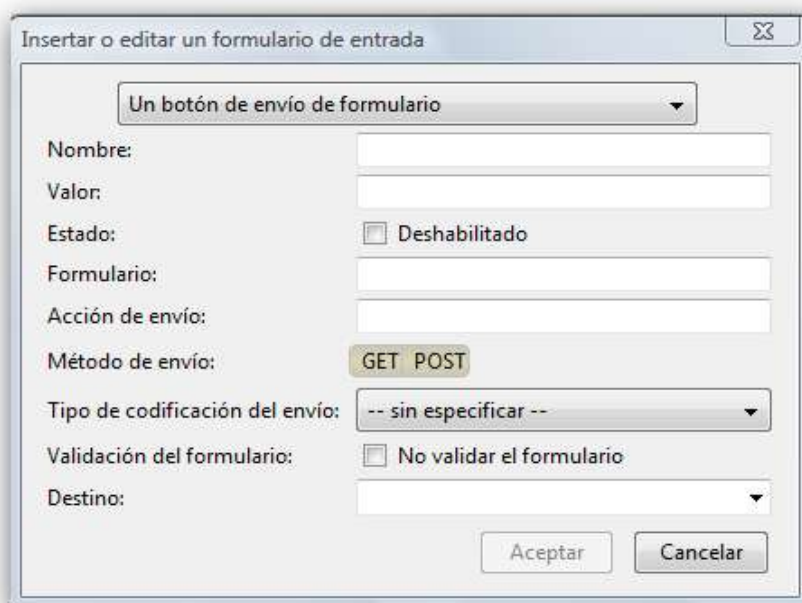 Insertar o editar un formulario de entrada
Un botón de envío de formulario
Nombre:
Valor:
Estado: Deshabilitado
Formulario:
Acción de envío:
Método de envío: GET POST
Tipo de codificación del envío: -- sin especificar --
Validación del formulario: No validar el formulario
Destino:
Aceptar Cancelar